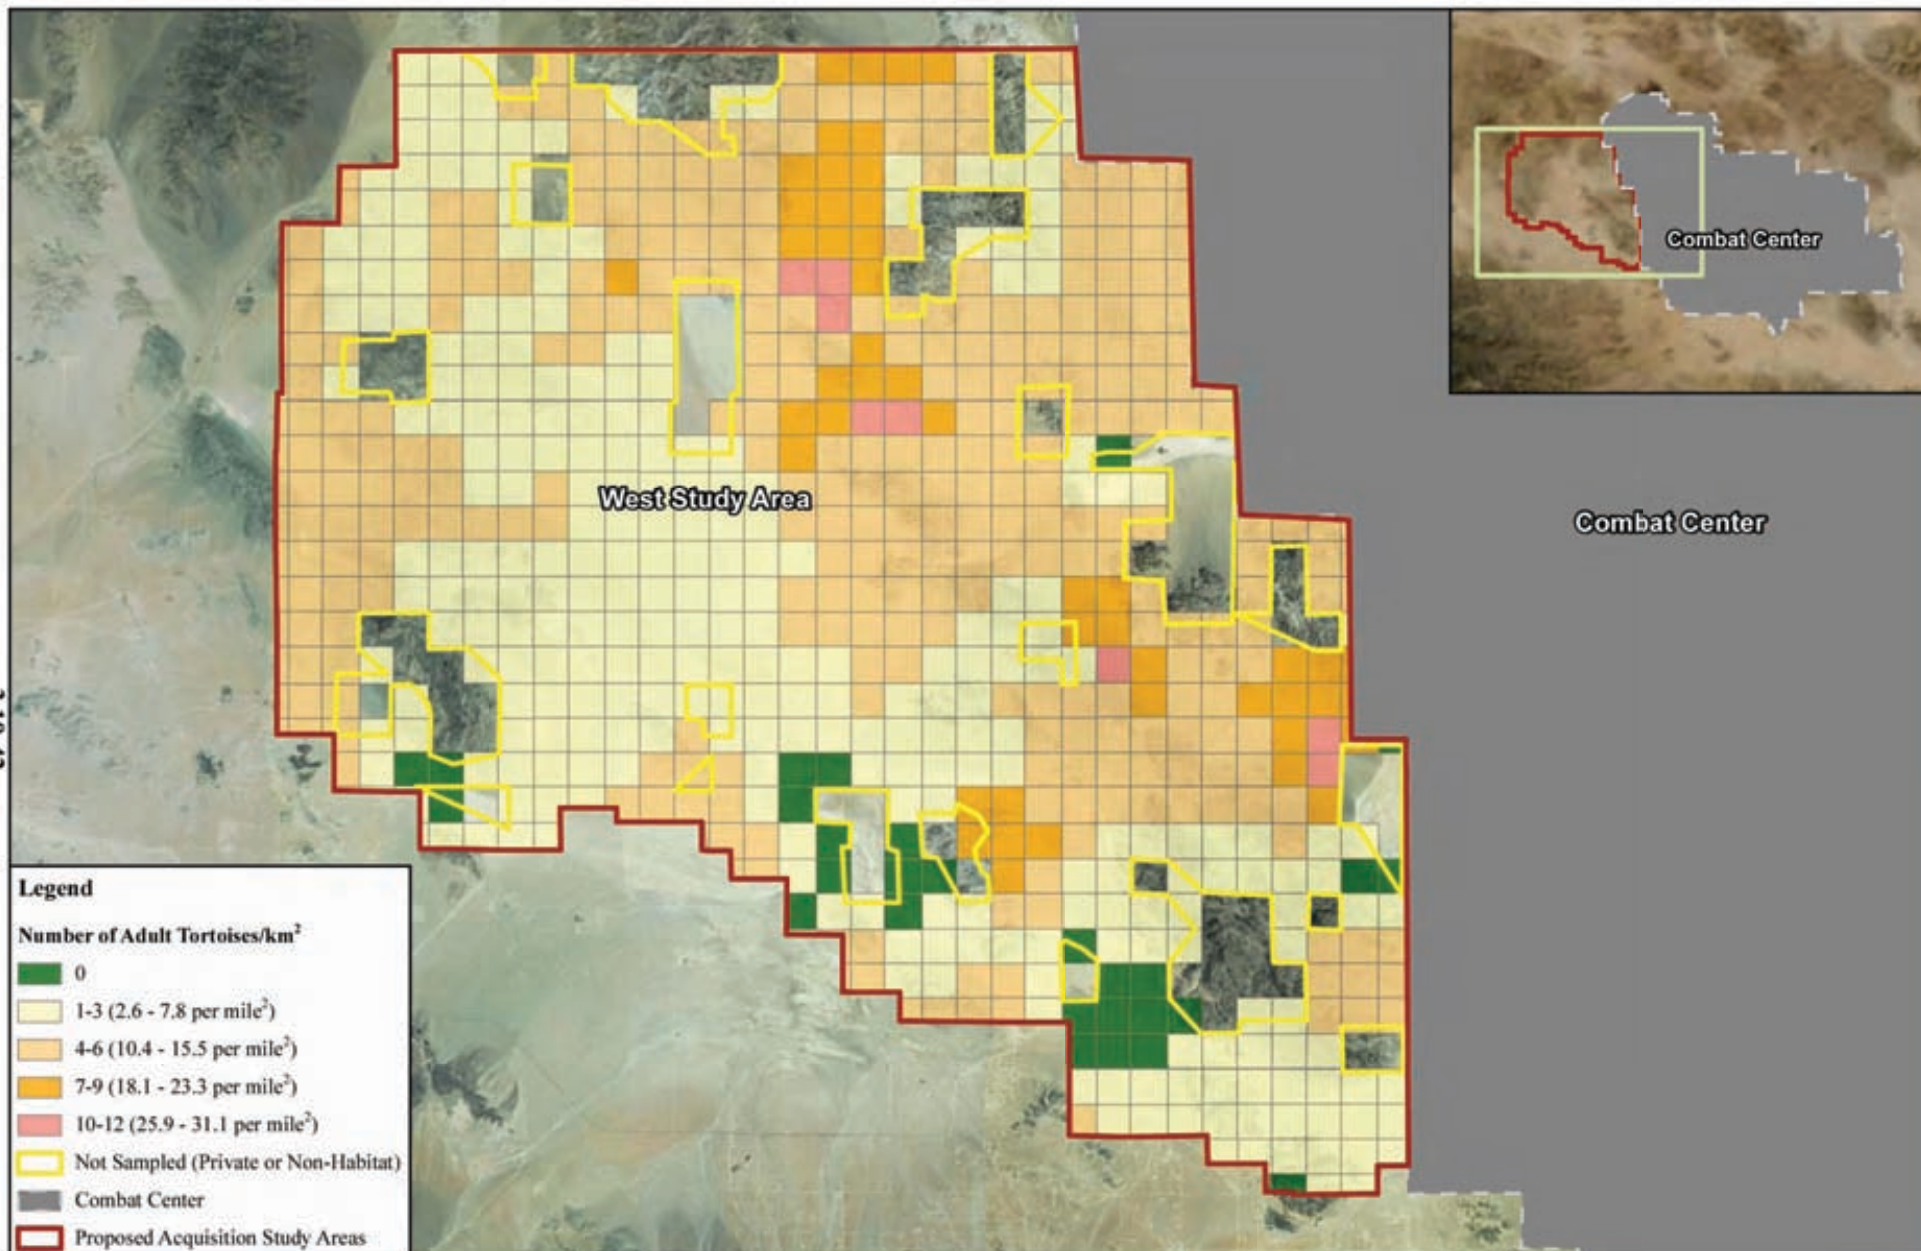 Combat Center
West Study Area
Combat Center
Legend
Number of Adult Tortoises/km²
0
1-3 (2.6 - 7.8 per mile²)
4-6 (10.4 - 15.5 per mile²)
7-9 (18.1 - 23.3 per mile²)
10-12 (25.9 - 31.1 per mile²)
Not Sampled (Private or Non-Habitat)
Combat Center
Proposed Acquisition Study Areas